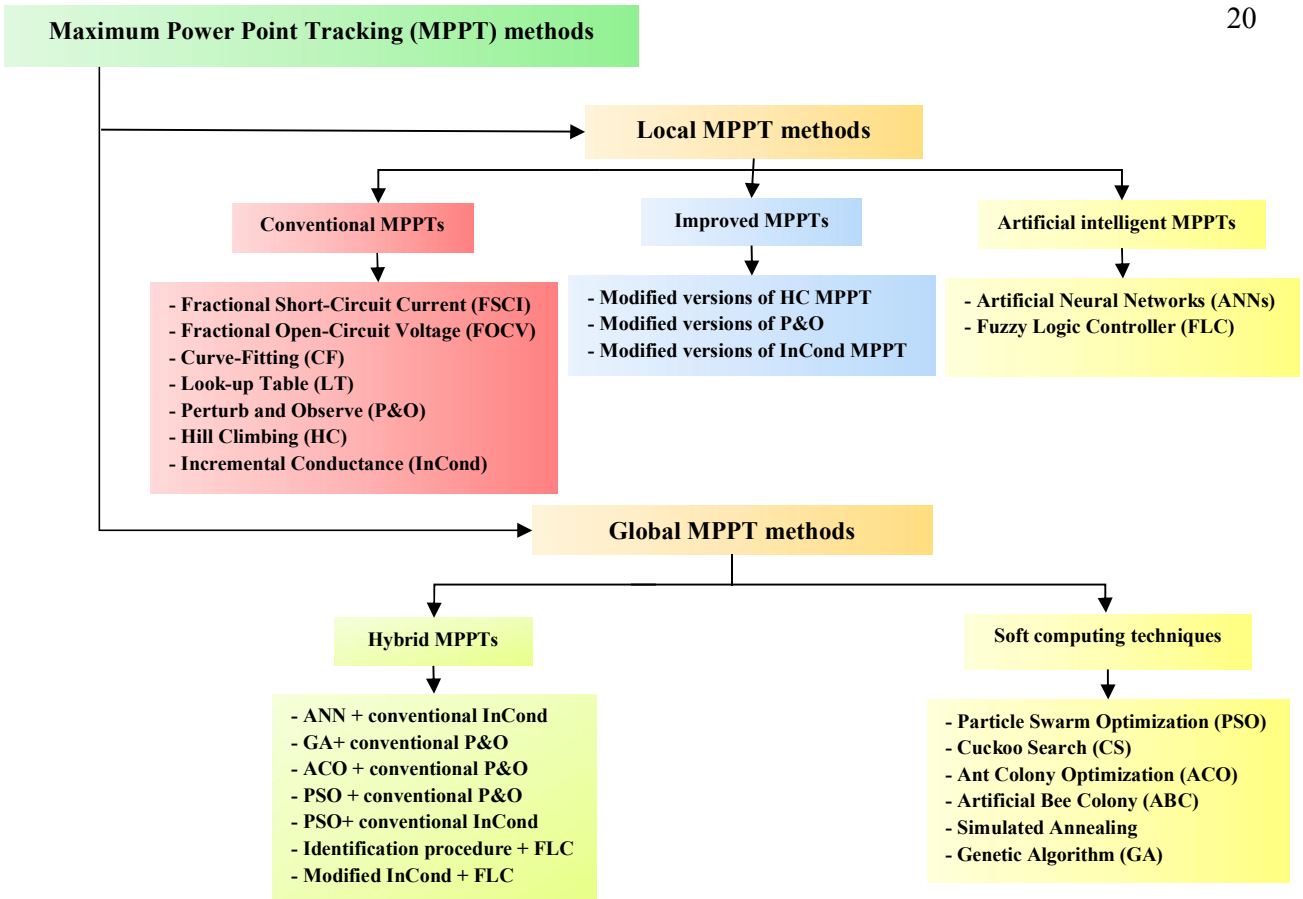 20
Maximum Power Point Tracking (MPPT) methods
Local MPPT methods
Conventional MPPTs
- Fractional Short-Circuit Current (FSCI)
- Fractional Open-Circuit Voltage (FOCV)
- Curve-Fitting (CF)
- Look-up Table (LT)
- Perturb and Observe (P&O)
- Hill Climbing (HC)
- Incremental Conductance (InCond)
Improved MPPTs
- Modified versions of HC MPPT
- Modified versions of P&O
- Modified versions of InCond MPPT
Artificial intelligent MPPTs
- Artificial Neural Networks (ANNs)
- Fuzzy Logic Controller (FLC)
Global MPPT methods
Hybrid MPPTs
- ANN + conventional InCond
- GA+ conventional P&O
- ACO + conventional P&O
- PSO + conventional P&O
- PSO+ conventional InCond
- Identification procedure + FLC
- Modified InCond + FLC
Soft computing techniques
- Particle Swarm Optimization (PSO)
- Cuckoo Search (CS)
- Ant Colony Optimization (ACO)
- Artificial Bee Colony (ABC)
- Simulated Annealing
- Genetic Algorithm (GA)